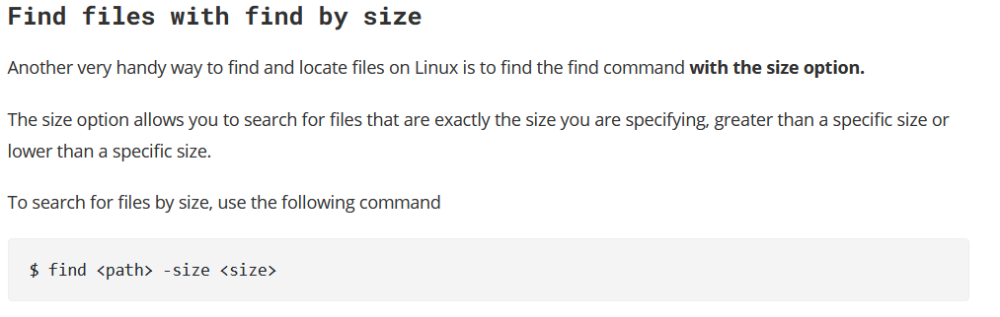 Find files with find by size
Another very handy way to find and locate files on Linux is to find the find command with the size option.
The size option allows you to search for files that are exactly the size you are specifying, greater than a specific size or
lower than a specific size.
To search for files by size, use the following command
$ find <path> -size <size>